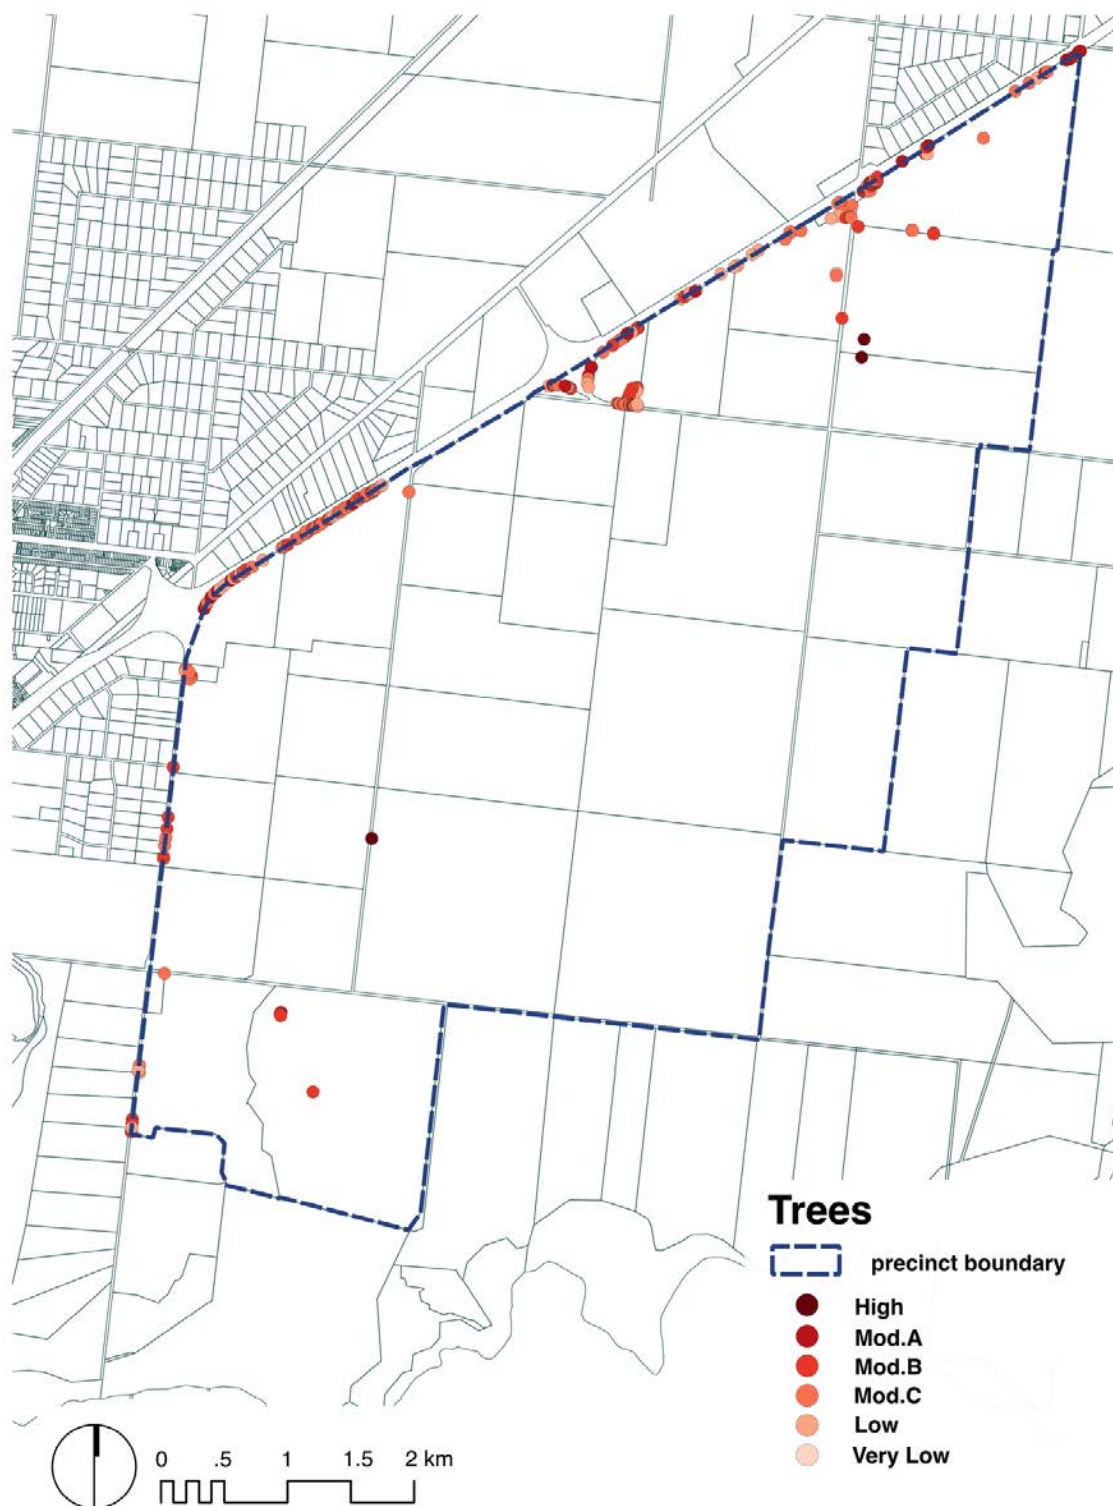 Trees
precinct boundary
High
Mod.A
Mod.B
Mod.C
Low
Very Low
0 .5 1 1.5 2 km